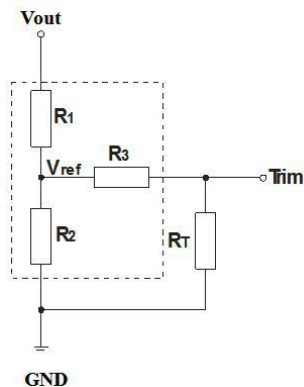 Vout
R1
Vref
R3
Trim
R2
RT
GND